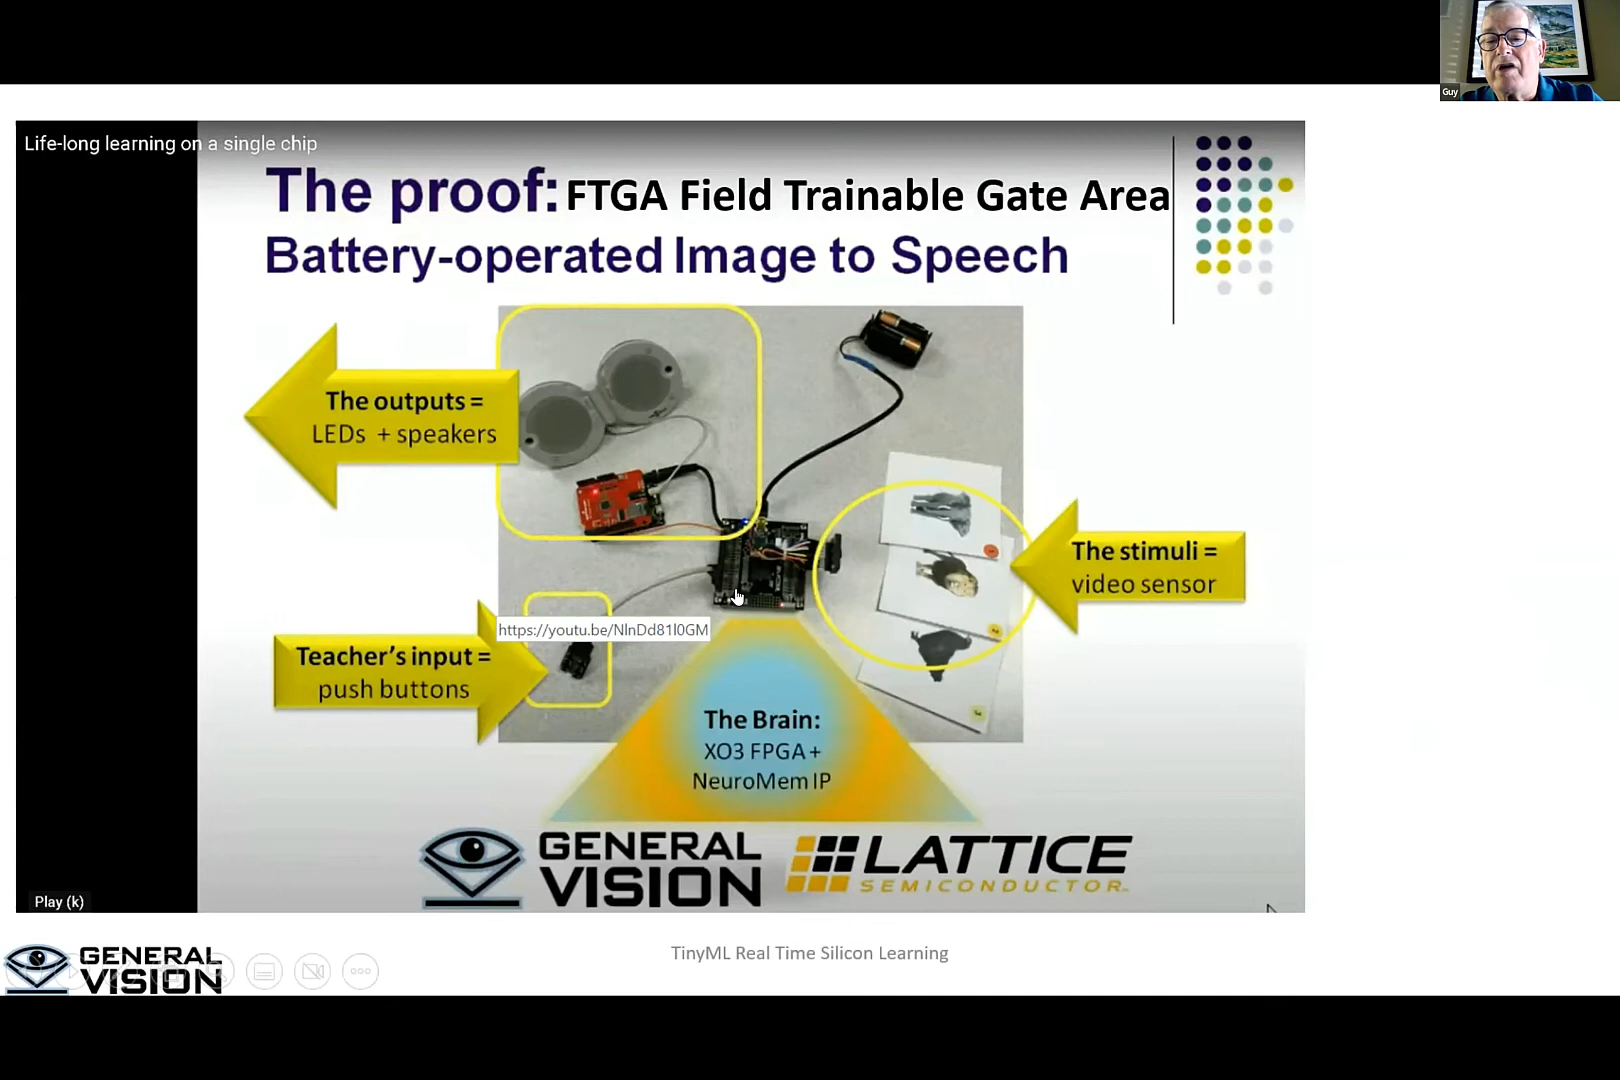 Guy
Life-long learning on a single chip
The proof: FTGA Field Trainable Gate Area
Battery-operated Image to Speech
The outputs =
LEDs + speakers
The stimuli =
video sensor
https://youtu.be/NlnDd81l0GM
Teacher's input =
push buttons
The Brain:
XO3 FPGA +
NeuroMem IP
GENERAL
VISION
LATTICE
SEMICONDUCTOR
Play (k)
GENERAL
VISION
TinyML Real Time Silicon Learning